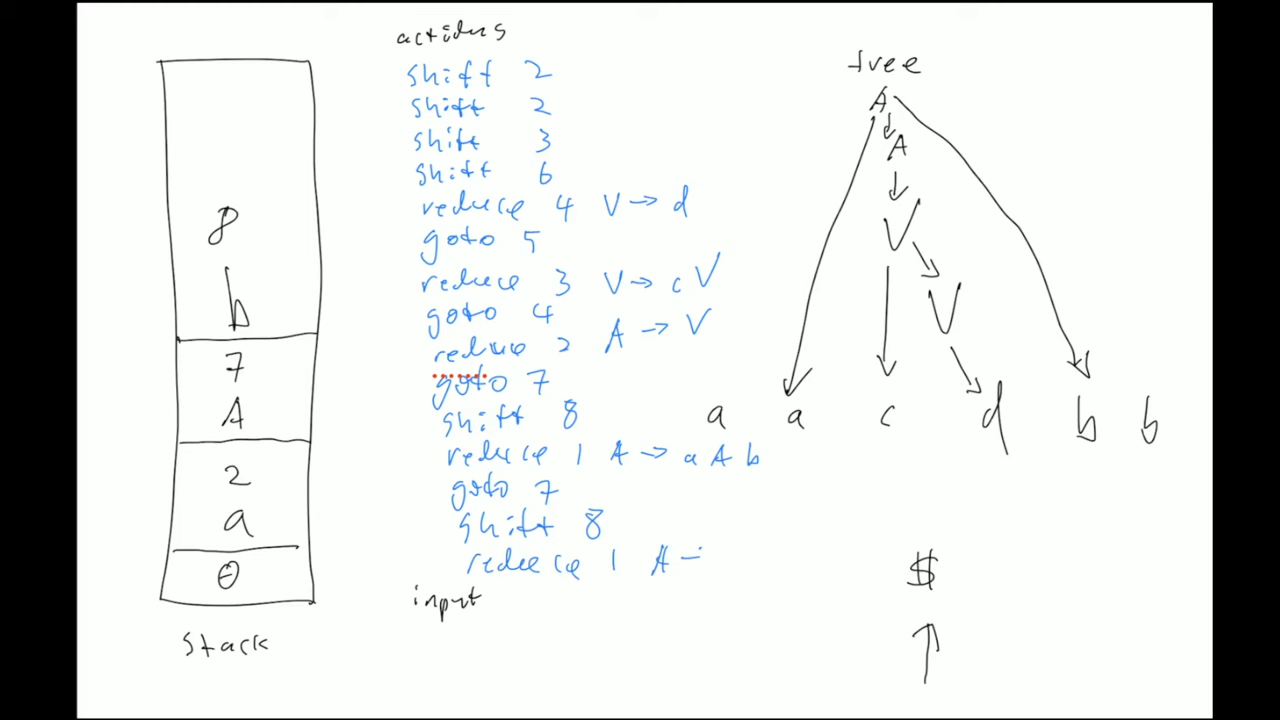 actions
shift 2
shift 2
shift 3
shift 6
reduce 4 V → d
goto 5
reduce 3 V → c V
goto 4
reduce 2 A → V
goto 7
shift 8
reduce 1 A → a A b
goto 7
shift 8
reduce 1 A –
input
8
b
7
A
2
a
0
stack
tree
A
A
V
V
a a c d b b
$